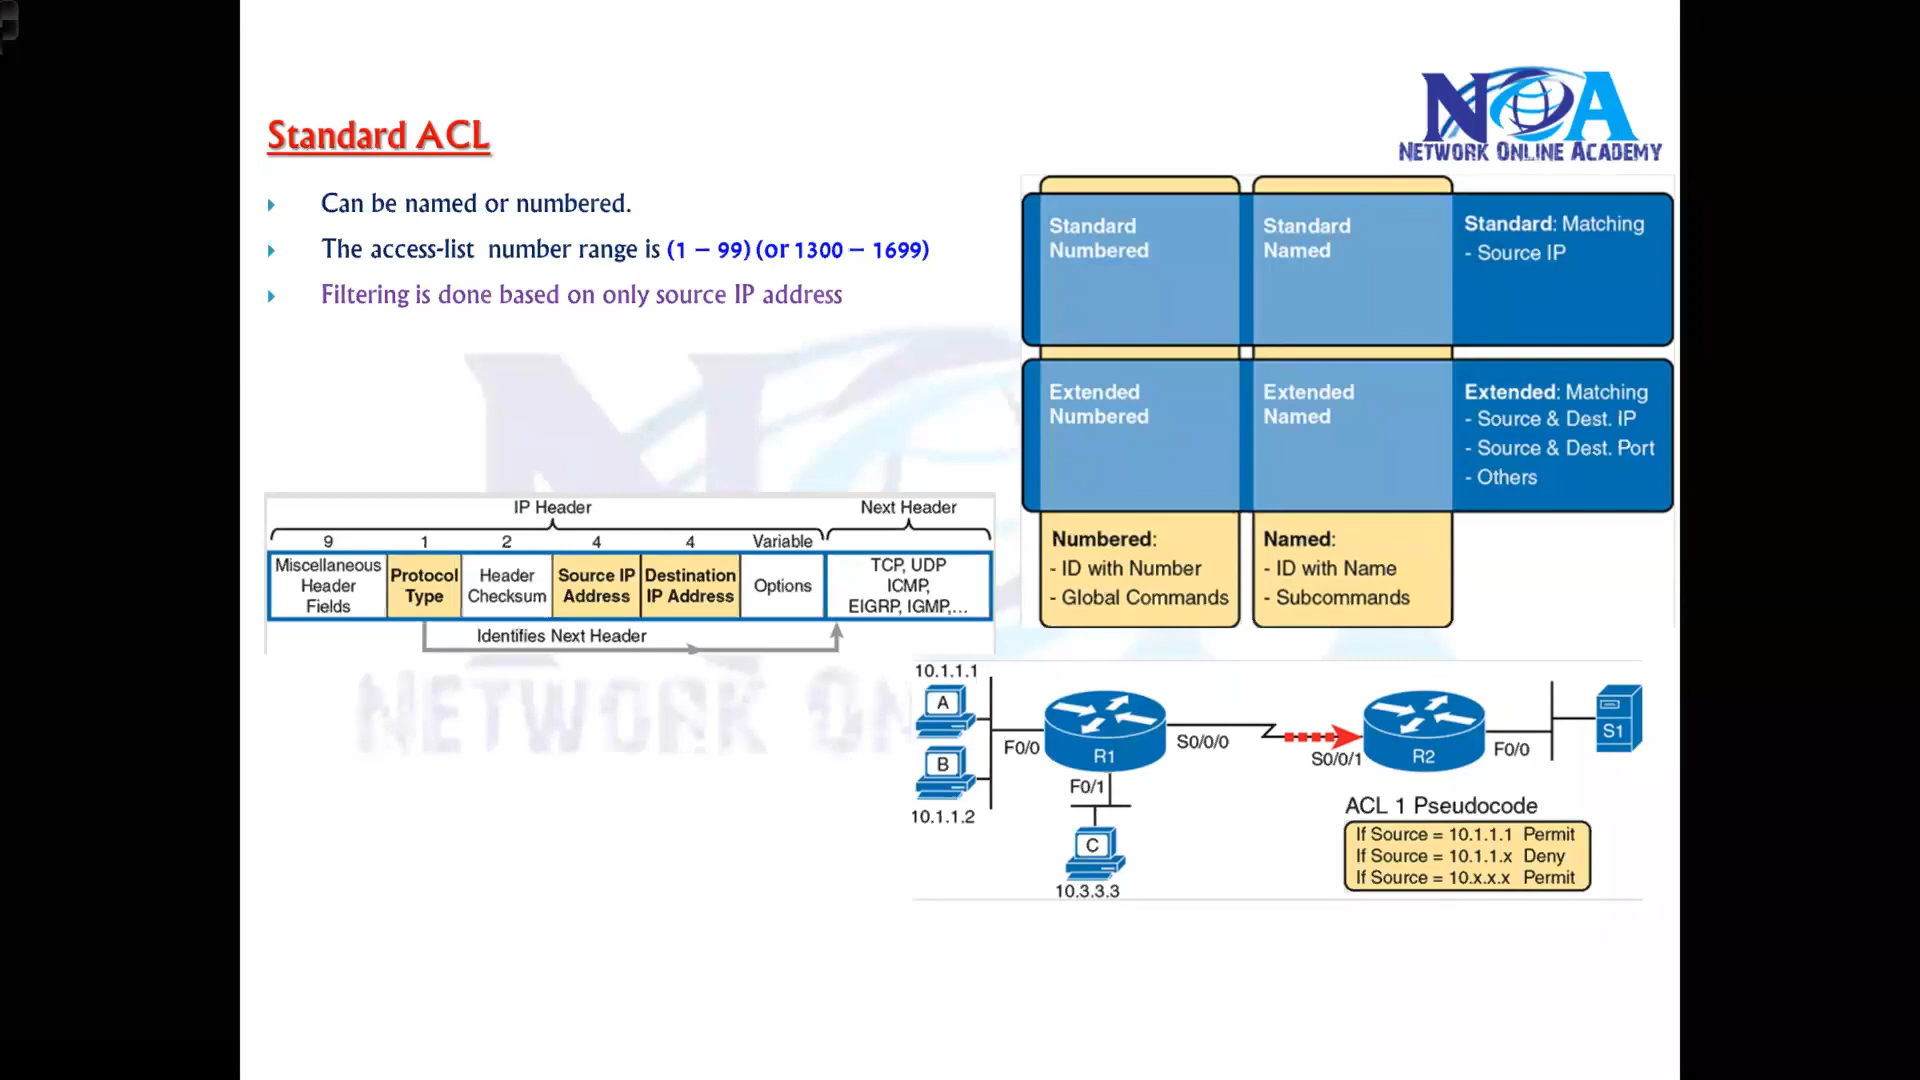 NOA
NETWORK ONLINE ACADEMY
Standard ACL
Can be named or numbered.
The access-list number range is (1 – 99) (or 1300 – 1699)
Filtering is done based on only source IP address
Standard Numbered
Standard Named
Standard: Matching
- Source IP
Extended Numbered
Extended Named
Extended: Matching
- Source & Dest. IP
- Source & Dest. Port
- Others
Numbered:
- ID with Number
- Global Commands
Named:
- ID with Name
- Subcommands
IP Header
Next Header
9 1 2 4 4 Variable
Miscellaneous Header Fields
Protocol Type
Header Checksum
Source IP Address
Destination IP Address
Options
TCP, UDP
ICMP,
EIGRP, IGMP,...
Identifies Next Header
NETWORK ON
10.1.1.1
A
B
10.1.1.2
F0/0
R1
S0/0/0
F0/1
C
10.3.3.3
S0/0/1
R2
F0/0
S1
ACL 1 Pseudocode
If Source = 10.1.1.1 Permit
If Source = 10.1.1.x Deny
If Source = 10.x.x.x Permit